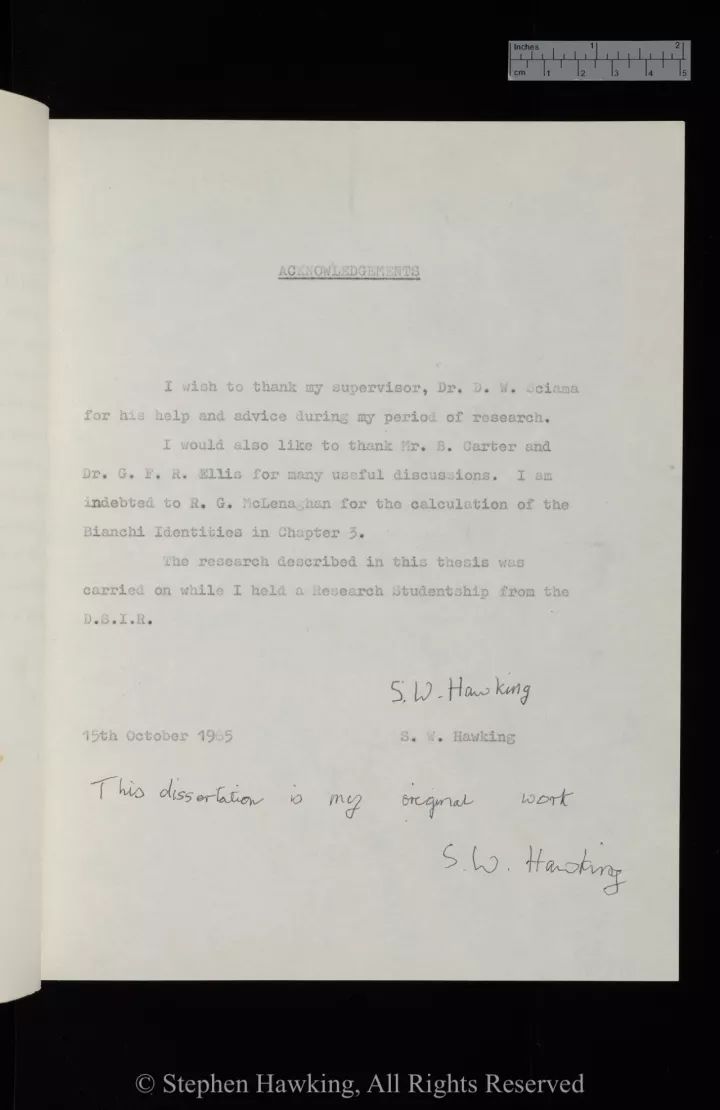 Inches 1 2
cm 1 2 3 4 5
ACKNOWLEDGEMENTS
I wish to thank my supervisor, Dr. D. W. Sciama
for his help and advice during my period of research.
I would also like to thank Mr. B. Carter and
Dr. G. F. R. Ellis for many useful discussions. I am
indebted to R. G. McLenaghan for the calculation of the
Bianchi Identities in Chapter 3.
The research described in this thesis was
carried on while I held a Research Studentship from the
D.S.I.R.
S. W. Hawking
15th October 1965 S. W. Hawking
This dissertation is my original work
S. W. Hawking
© Stephen Hawking, All Rights Reserved